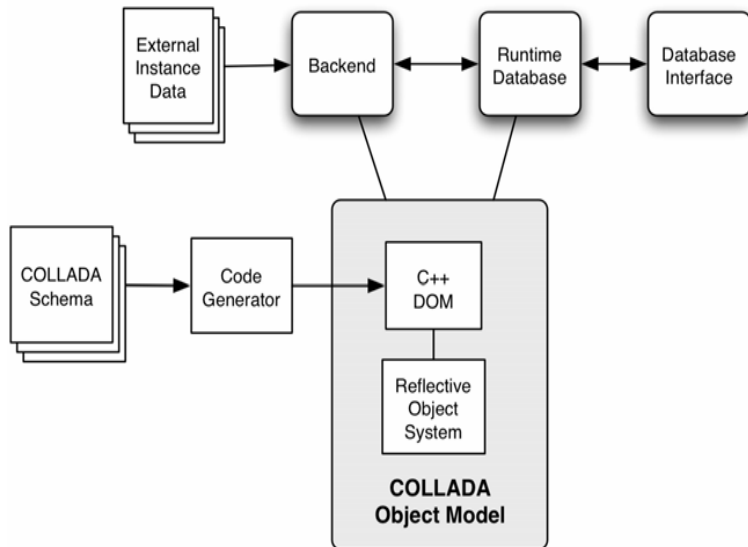 External
Instance
Data
Backend
Runtime
Database
Database
Interface
COLLADA
Schema
Code
Generator
C++
DOM
Reflective
Object
System
COLLADA
Object Model